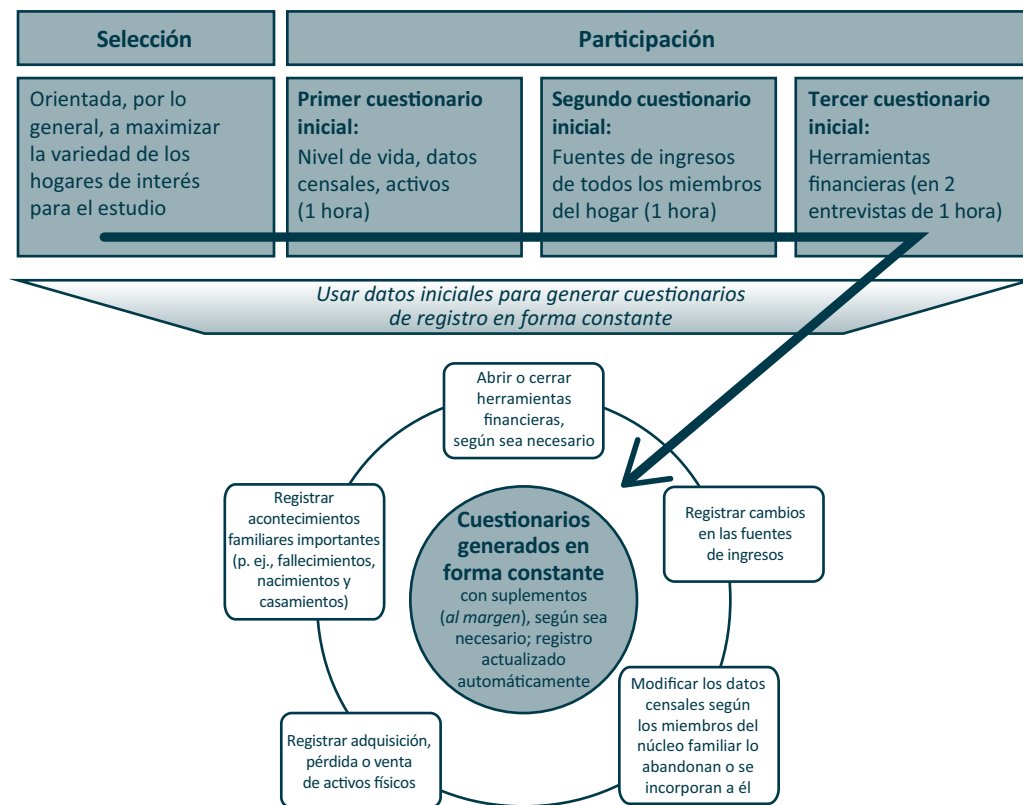 Selección
Participación
Orientada, por lo
general, a maximizar
la variedad de los
hogares de interés
para el estudio
Primer cuestionario
inicial:
Nivel de vida, datos
censales, activos
(1 hora)
Segundo cuestionario
inicial:
Fuentes de ingresos
de todos los miembros
del hogar (1 hora)
Tercer cuestionario
inicial:
Herramientas
financieras (en 2
entrevistas de 1 hora)
Usar datos iniciales para generar cuestionarios
de registro en forma constante
Abrir o cerrar
herramientas
financieras,
según sea necesario
Registrar
acontecimientos
familiares importantes
(p. ej., fallecimientos,
nacimientos y
casamientos)
Cuestionarios
generados en
forma constante
con suplementos
(al margen), según sea
necesario; registro
actualizado
automáticamente
Registrar cambios
en las fuentes
de ingresos
Registrar adquisición,
pérdida o venta
de activos físicos
Modificar los datos
censales según
los miembros del
núcleo familiar lo
abandonan o se
incorporan a él